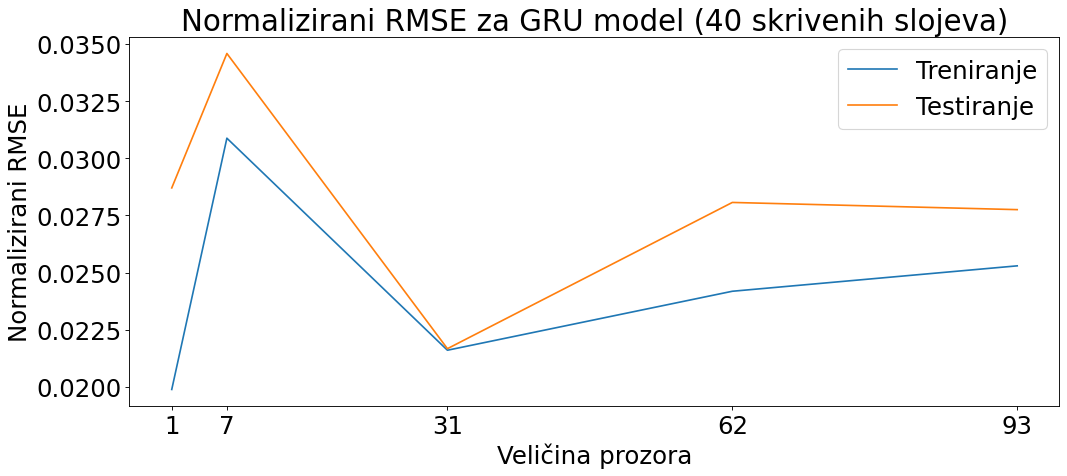 Normalizirani RMSE za GRU model (40 skrivenih slojeva)
Normalizirani RMSE
0.0350
0.0325
0.0300
0.0275
0.0250
0.0225
0.0200
Treniranje
Testiranje
1 7 31 62 93
Veličina prozora